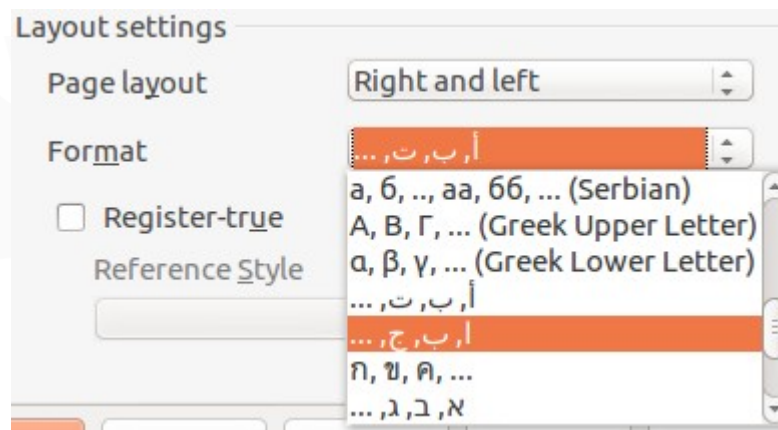 Layout settings
Page layout
Right and left
Format
أ, ب, ت, ...
Register-true
Reference Style
а, б, .., аа, бб, ... (Serbian)
Α, Β, Γ, ... (Greek Upper Letter)
α, β, γ, ... (Greek Lower Letter)
أ, ب, ت, ...
ا, ب, ج, ...
ก, ข, ค, ...
א, ב, ג, ...